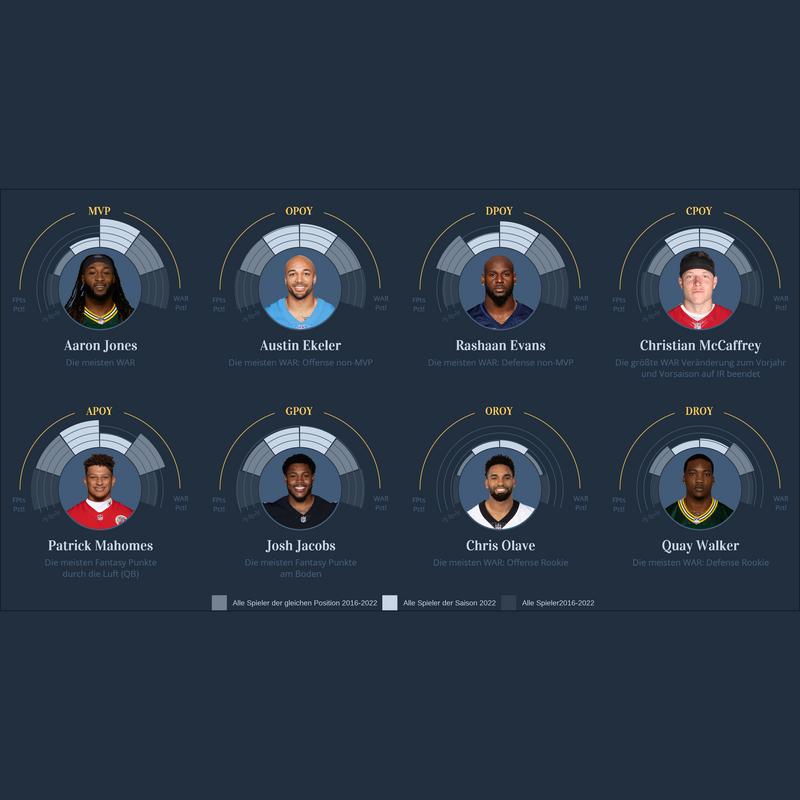 MVP
OPOY
DPOY
CPOY
FPts
Pctl
WAR
Pctl
FPts
Pctl
WAR
Pctl
FPts
Pctl
WAR
Pctl
FPts
Pctl
WAR
Pctl
Aaron Jones
Austin Ekeler
Rashaan Evans
Christian McCaffrey
Die meisten WAR
Die meisten WAR: Offense non-MVP
Die meisten WAR: Defense non-MVP
Die größte WAR Veränderung zum Vorjahr
und Vorsaison auf IR beendet
APOY
GPOY
OROY
DROY
FPts
Pctl
WAR
Pctl
FPts
Pctl
WAR
Pctl
FPts
Pctl
WAR
Pctl
FPts
Pctl
WAR
Pctl
Patrick Mahomes
Josh Jacobs
Chris Olave
Quay Walker
Die meisten Fantasy Punkte
durch die Luft (QB)
Die meisten Fantasy Punkte
am Boden
Die meisten WAR: Offense Rookie
Die meisten WAR: Defense Rookie
Alle Spieler der gleichen Position 2016-2022
Alle Spieler der Saison 2022
Alle Spieler2016-2022